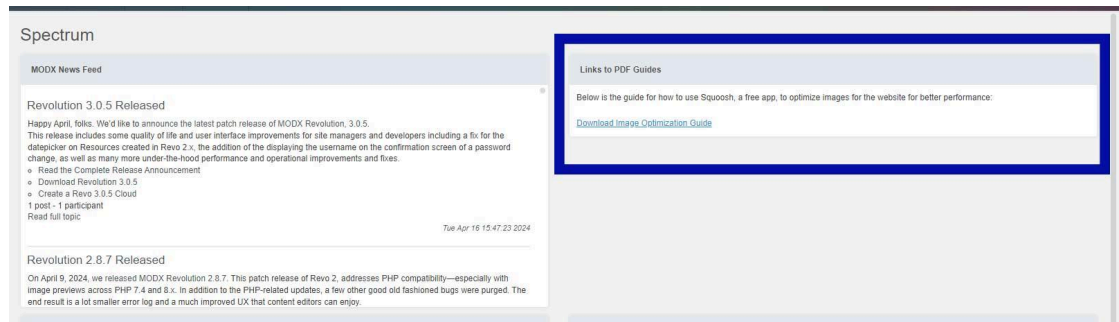 Spectrum
MODX News Feed
Revolution 3.0.5 Released
Happy April, folks. We'd like to announce the latest patch release of MODX Revolution, 3.0.5.
This release includes some quality of life and user interface improvements for site managers and developers including a fix for the
datepicker on Resources created in Revo 2.x, the addition of the displaying the username on the confirmation screen of a password
change, as well as many more under-the-hood performance and operational improvements and fixes.
Read the Complete Release Announcement
Download Revolution 3.0.5
Create a Revo 3.0.5 Cloud
1 post - 1 participant
Read full topic
Tue Apr 16 15:47:23 2024
Revolution 2.8.7 Released
On April 9, 2024, we released MODX Revolution 2.8.7. This patch release of Revo 2, addresses PHP compatibility—especially with
image previews across PHP 7.4 and 8.x. In addition to the PHP-related updates, a few other good old fashioned bugs were purged. The
end result is a lot smaller error log and a much improved UX that content editors can enjoy.
Links to PDF Guides
Below is the guide for how to use Squoosh, a free app, to optimize images for the website for better performance:
Download Image Optimization Guide